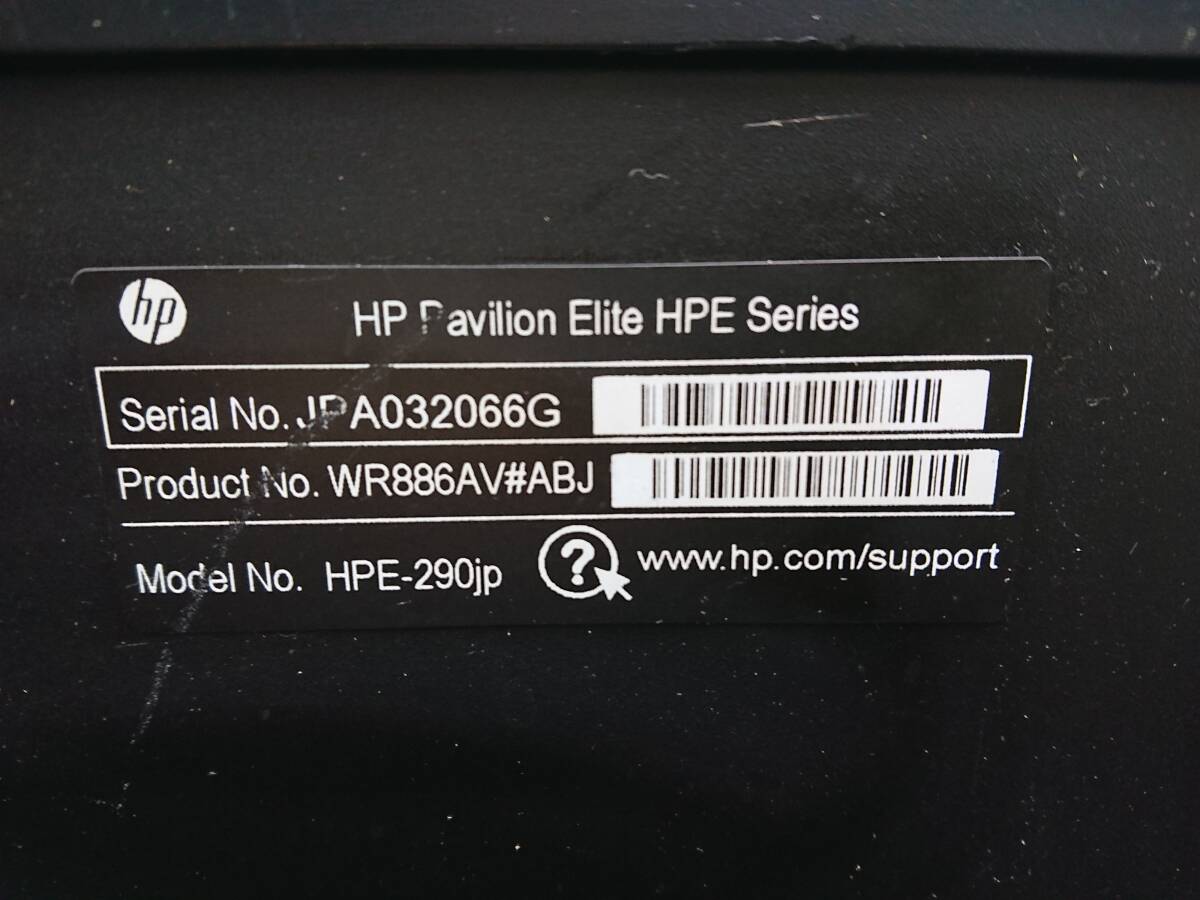 hp
HP Pavilion Elite HPE Series
Serial No. JPA032066G
Product No. WR886AV#ABJ
Model No. HPE-290jp
? www.hp.com/support